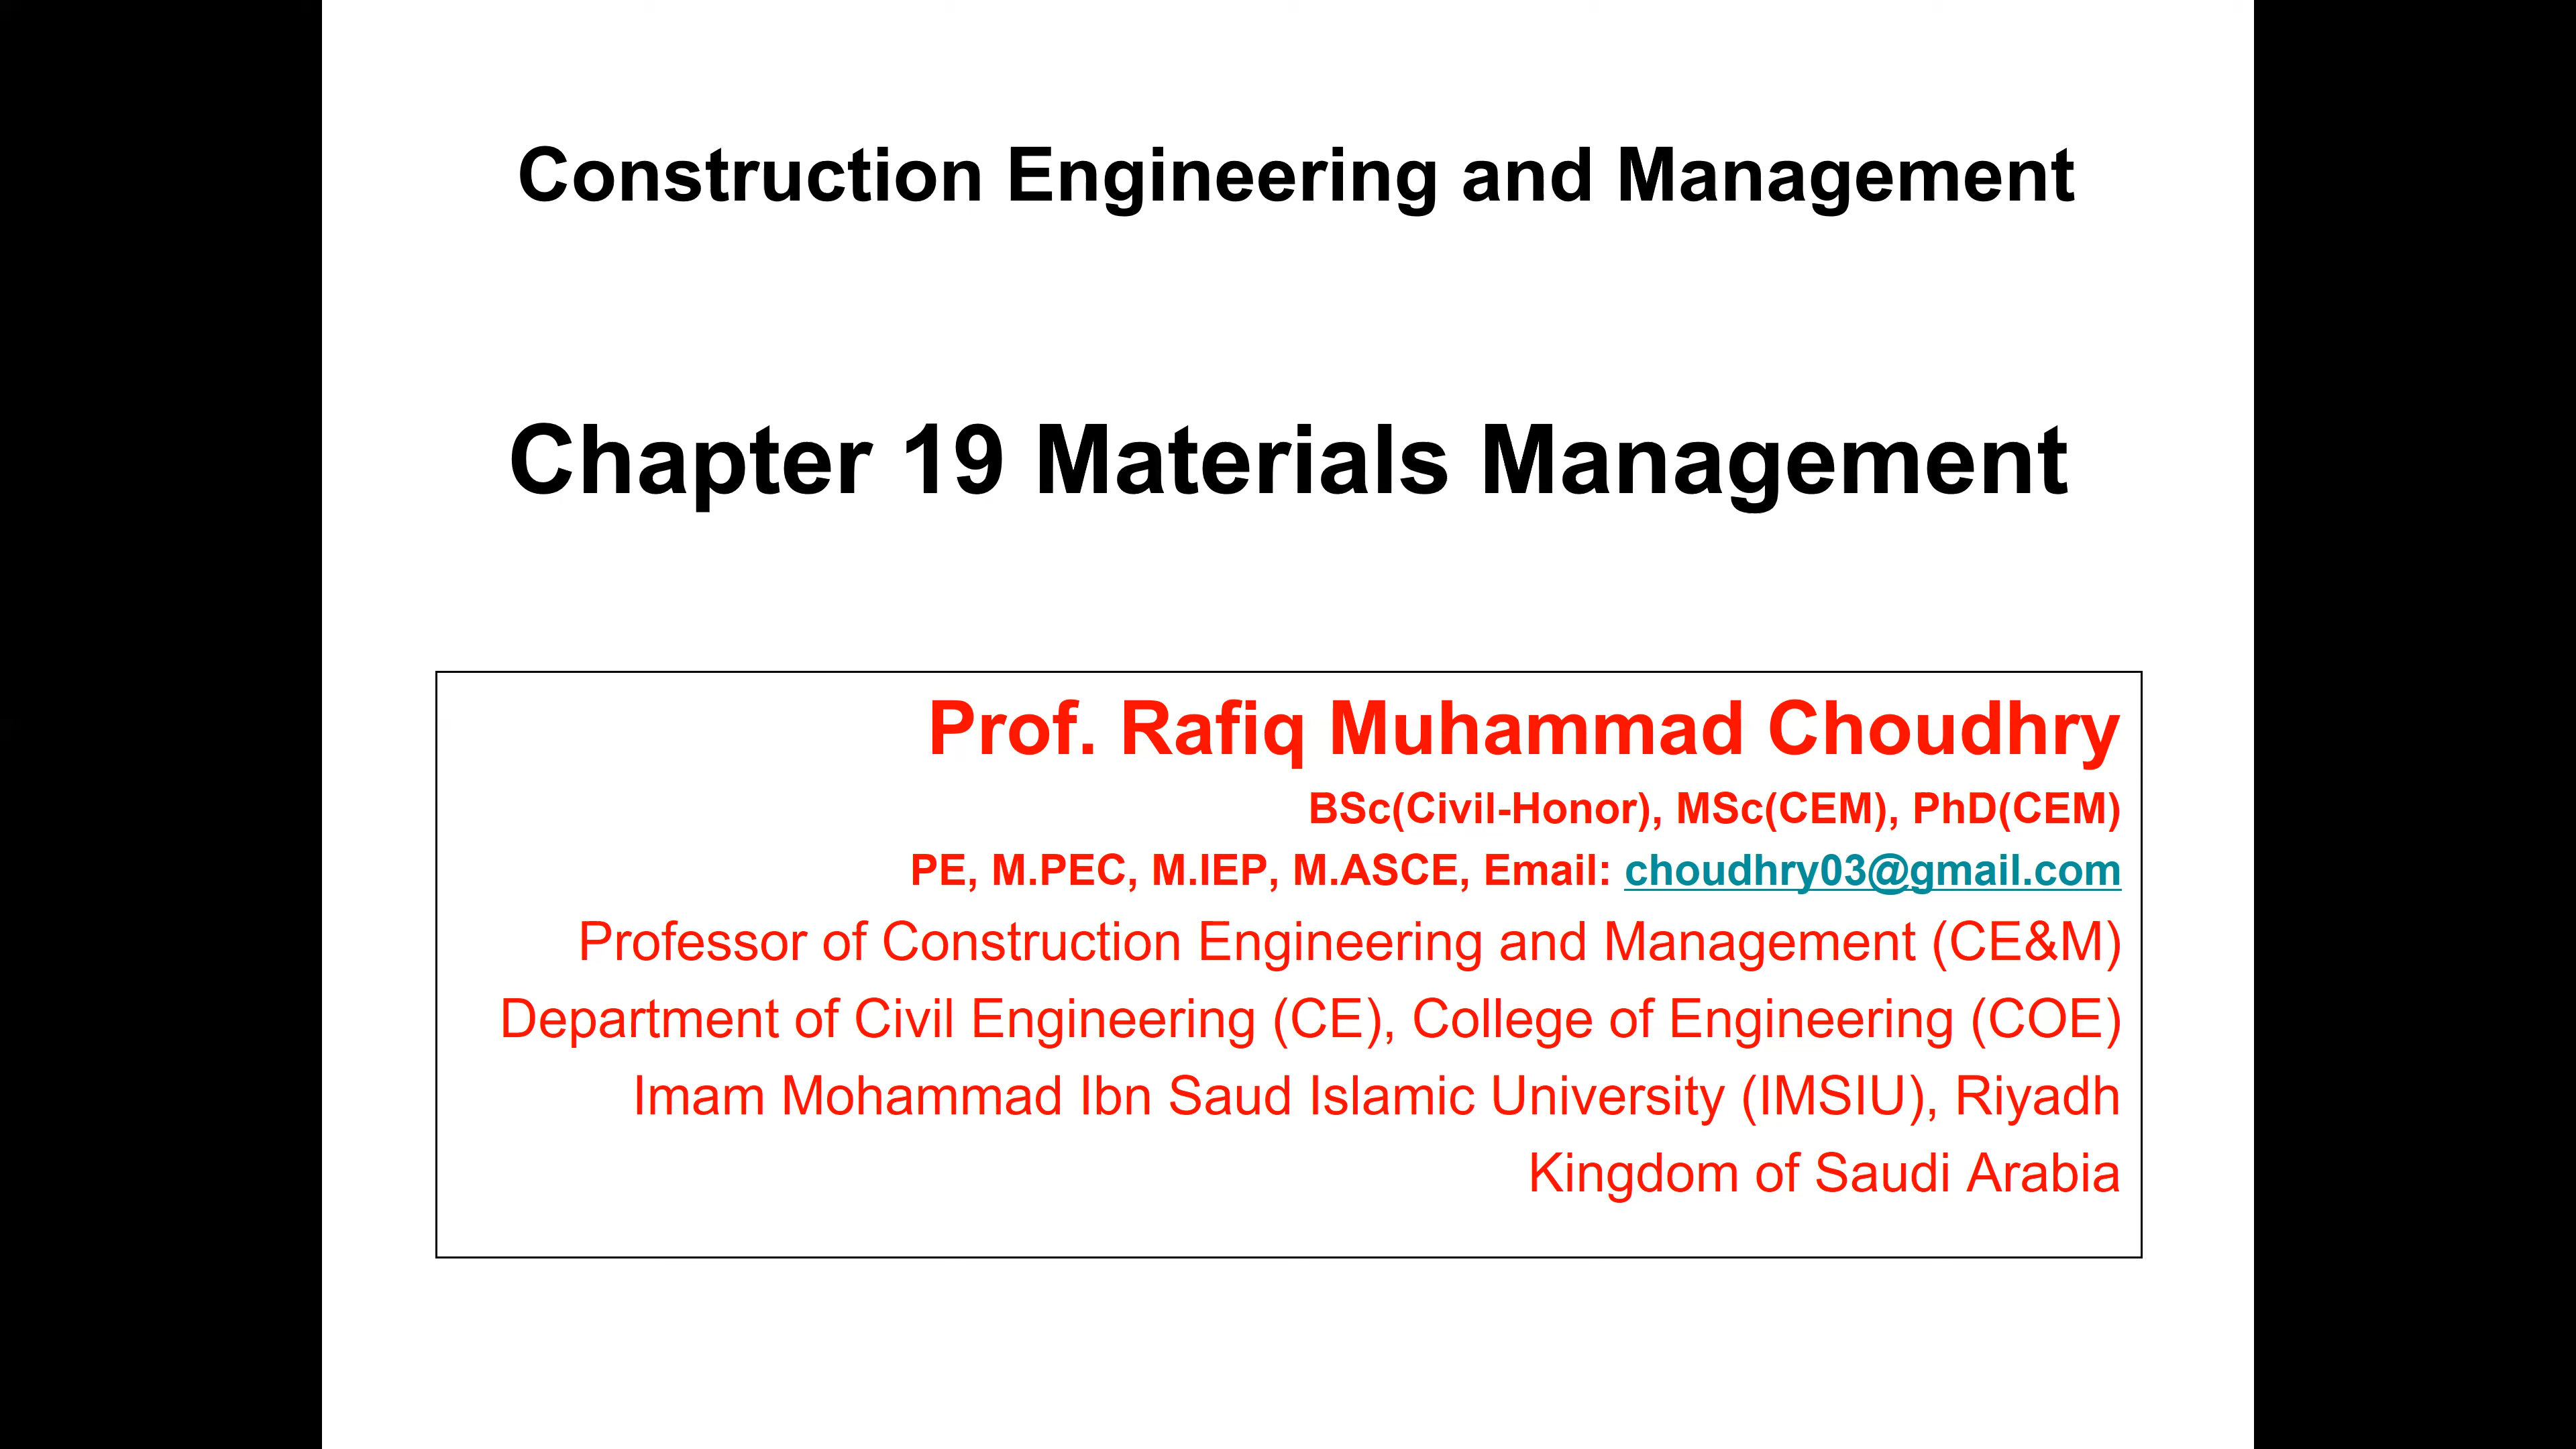 Construction Engineering and Management
Chapter 19 Materials Management
Prof. Rafiq Muhammad Choudhry
BSc(Civil-Honor), MSc(CEM), PhD(CEM)
PE, M.PEC, M.IEP, M.ASCE, Email: choudhry03@gmail.com
Professor of Construction Engineering and Management (CE&M)
Department of Civil Engineering (CE), College of Engineering (COE)
Imam Mohammad Ibn Saud Islamic University (IMSIU), Riyadh
Kingdom of Saudi Arabia